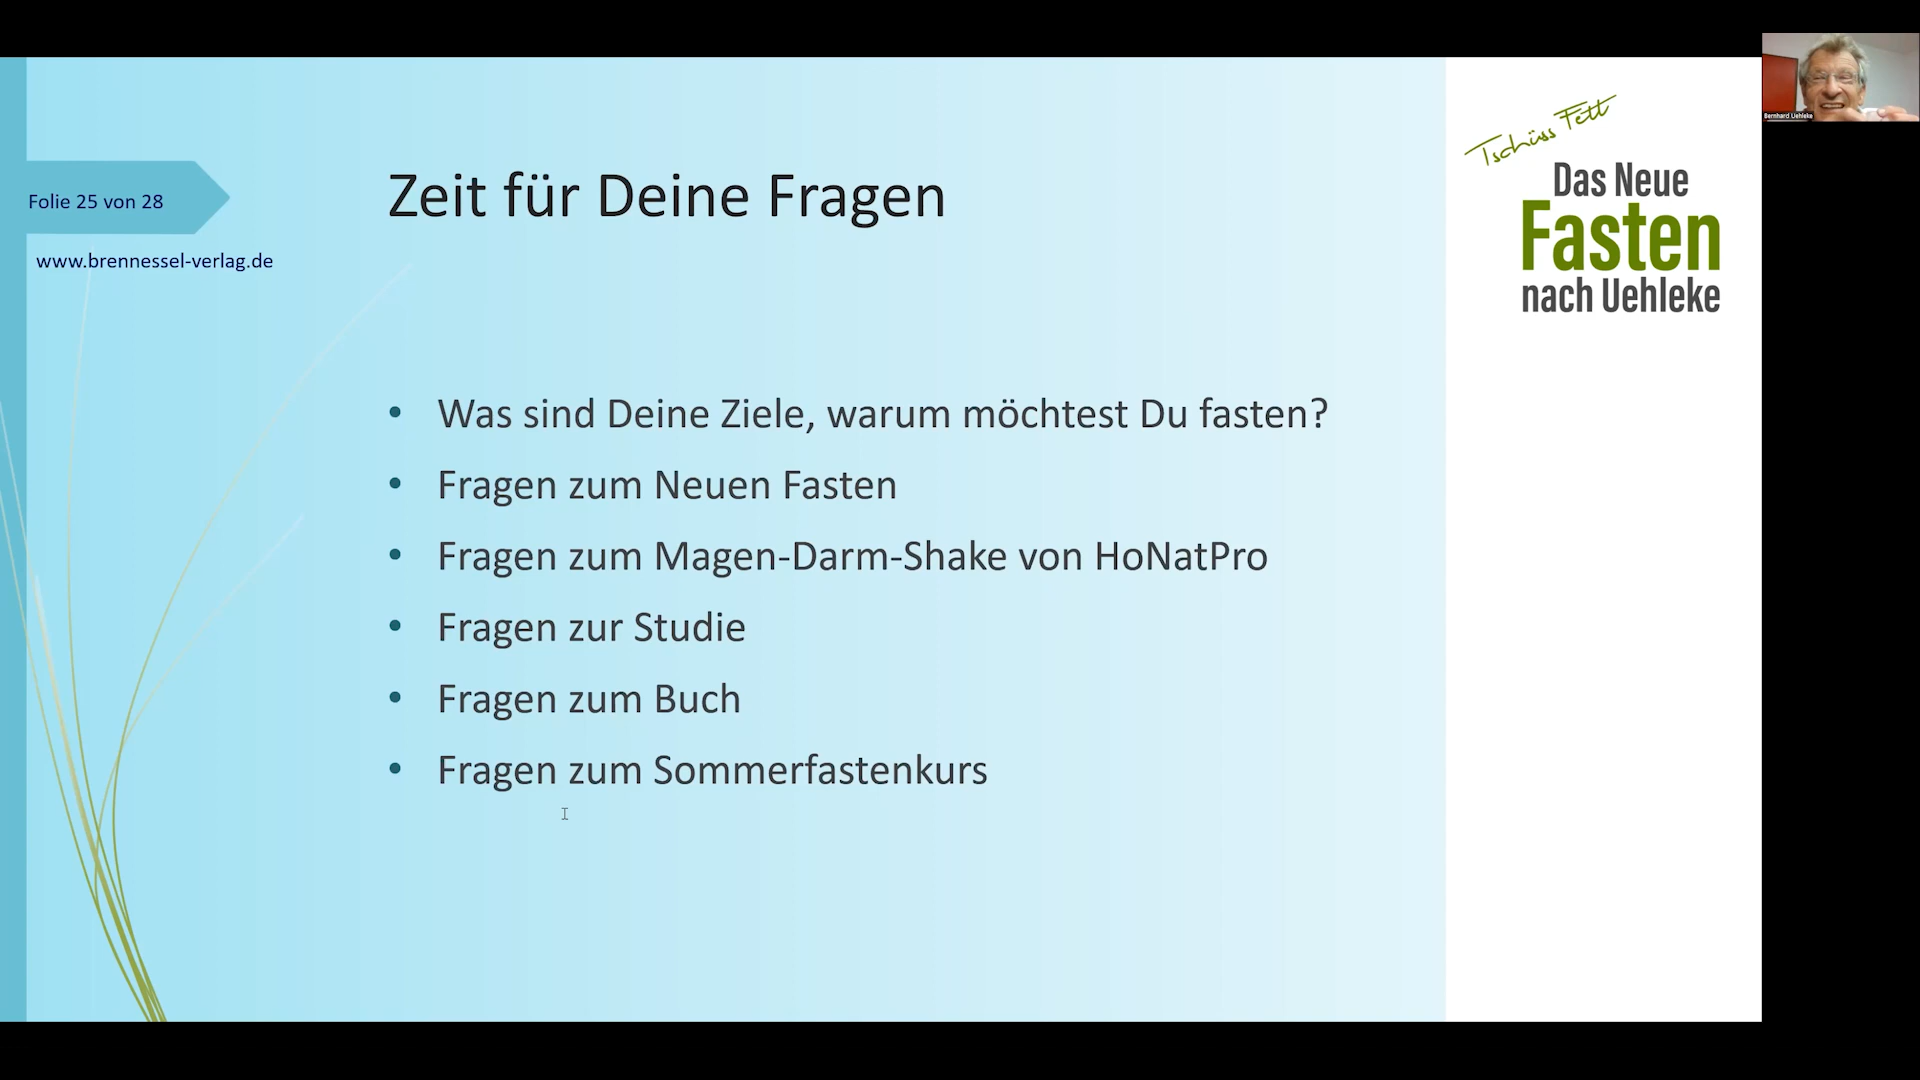 Folie 25 von 28
www.brennessel-verlag.de
Zeit für Deine Fragen
• Was sind Deine Ziele, warum möchtest Du fasten?
• Fragen zum Neuen Fasten
• Fragen zum Magen-Darm-Shake von HoNatPro
• Fragen zur Studie
• Fragen zum Buch
• Fragen zum Sommerfastenkurs
Tschüss Fett
Das Neue
Fasten
nach Uehleke
Bernhard Uehleke